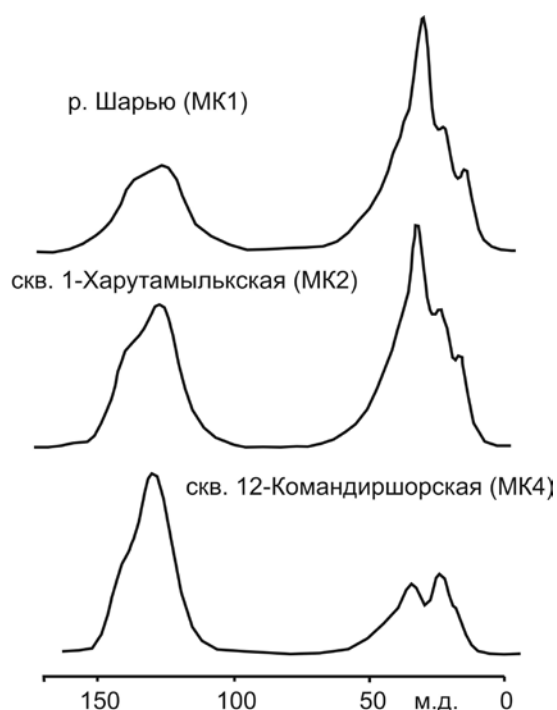 р. Шарью (МК1)
скв. 1-Харутамылькская (МК2)
скв. 12-Командиршорская (МК4)
150 100 50 м.д. 0